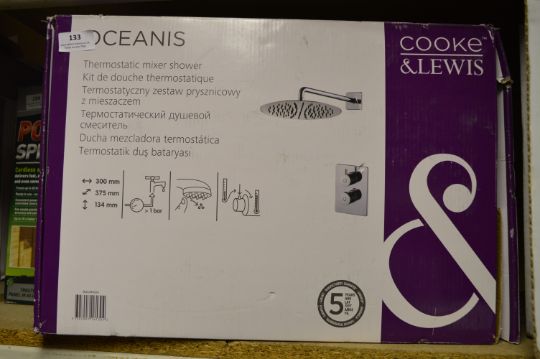 133
OCEANIS
Thermostatic mixer shower
Kit de douche thermostatique
Termostatyczny zestaw prysznicowy
z mieszaczem
Термостатический душевой
смеситель
Ducha mezcladora termostática
Termostatik duş bataryası
300 mm
375 mm
134 mm
> 1 bar
COOKE
&LEWIS
&
5